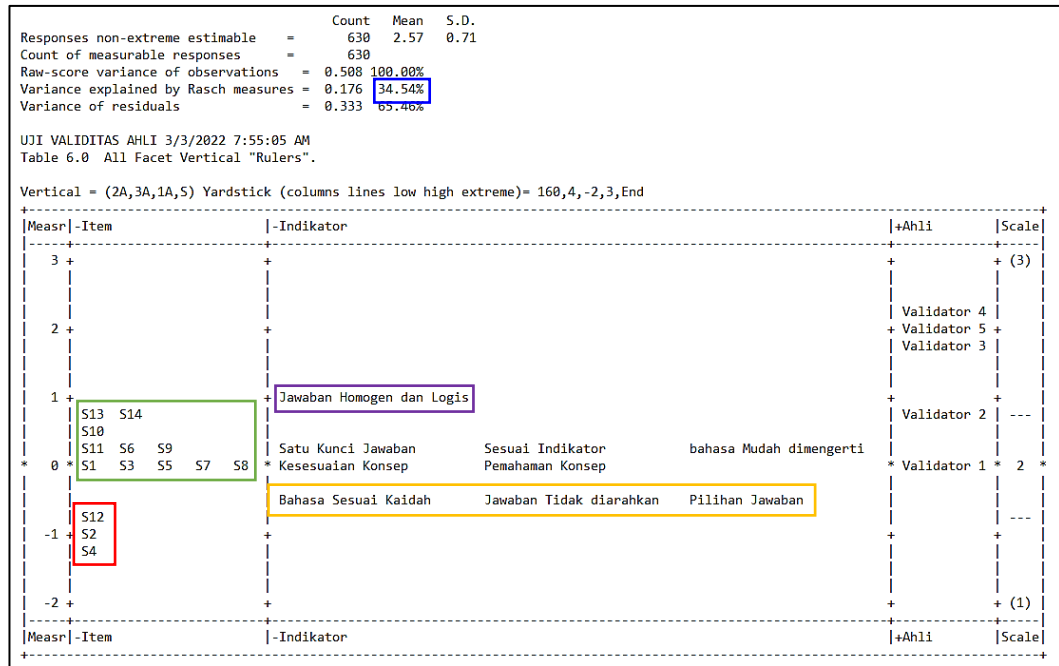 Count Mean S.D.
Responses non-extreme estimable = 630 2.57 0.71
Count of measurable responses = 630
Raw-score variance of observations = 0.508 100.00%
Variance explained by Rasch measures = 0.176 34.54%
Variance of residuals = 0.333 65.46%
UJI VALIDITAS AHLI 3/3/2022 7:55:05 AM
Table 6.0 All Facet Vertical "Rulers".
Vertical = (2A,3A,1A,S) Yardstick (columns lines low high extreme)= 160,4,-2,3,End
|Measr|-Item |-Indikator |+Ahli |Scale|
3 + + + + (3)
Validator 4
2 + + + Validator 5 +
Validator 3
1 + + Jawaban Homogen dan Logis + +
S13 S14 Validator 2 ---
S10
S11 S6 S9 Satu Kunci Jawaban Sesuai Indikator bahasa Mudah dimengerti
* 0 * S1 S3 S5 S7 S8 * Kesesuaian Konsep Pemahaman Konsep * Validator 1 * 2 *
Bahasa Sesuai Kaidah Jawaban Tidak diarahkan Pilihan Jawaban
S12 ---
-1 + S2 + + +
S4
-2 + + + + (1)
|Measr|-Item |-Indikator |+Ahli |Scale|